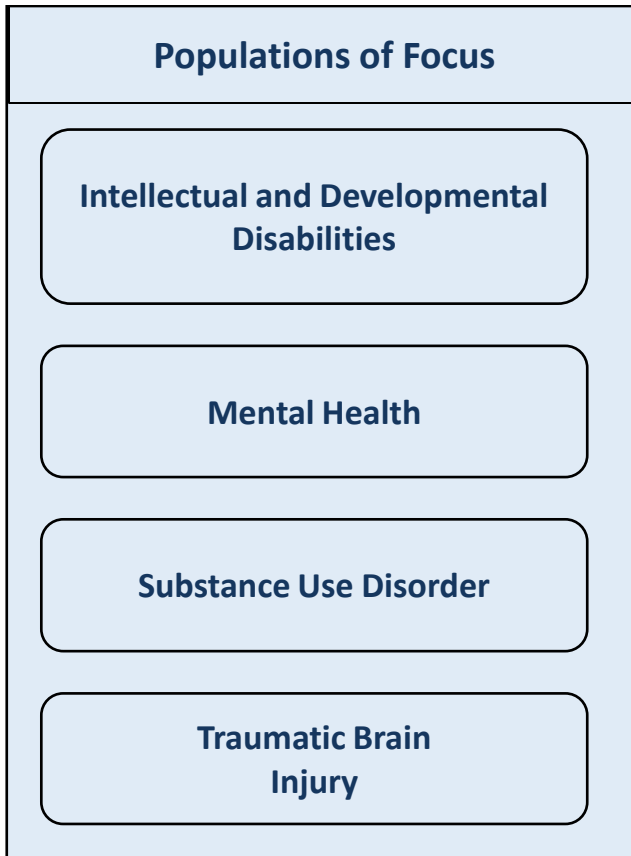 Populations of Focus
Intellectual and Developmental
Disabilities
Mental Health
Substance Use Disorder
Traumatic Brain
Injury